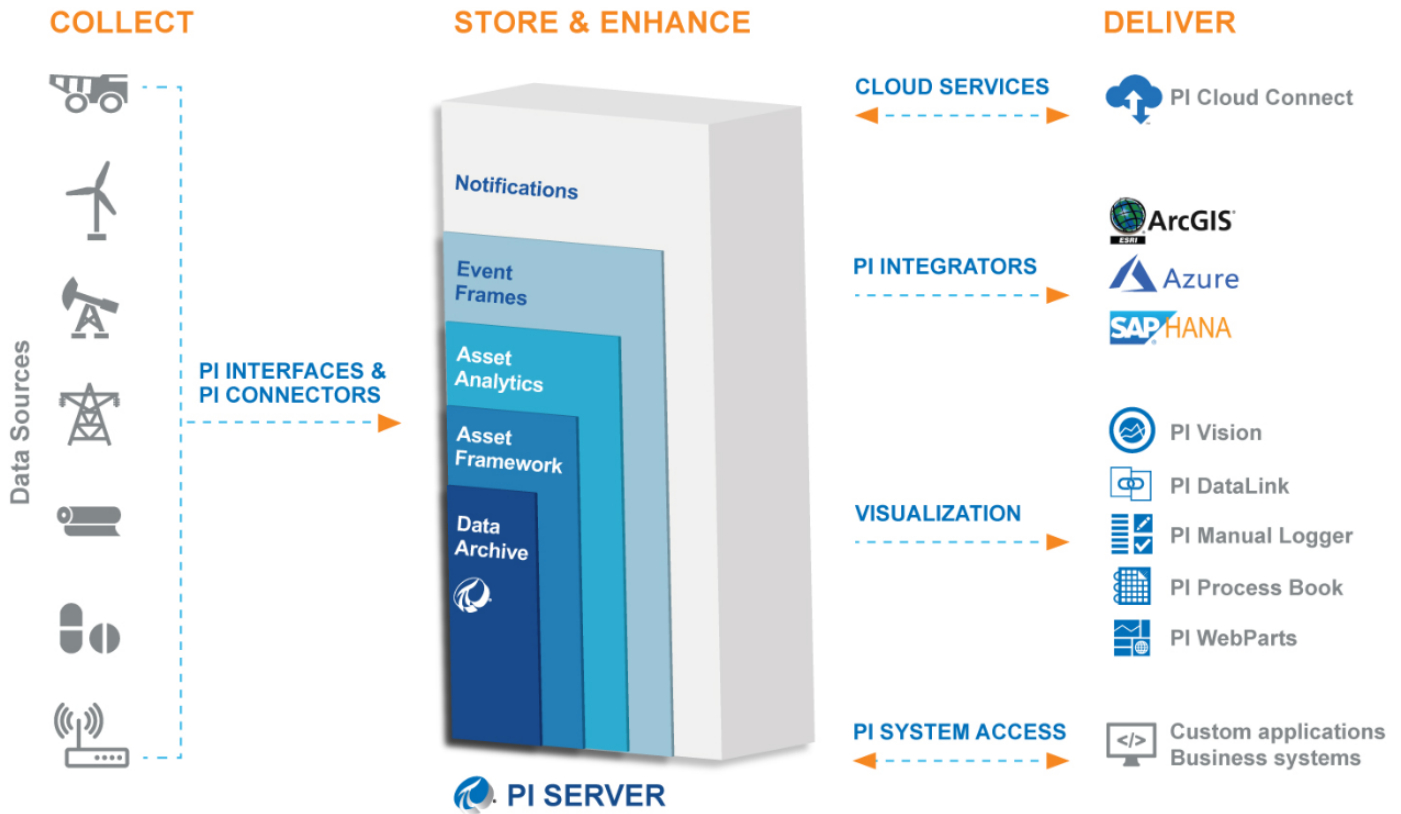 COLLECT
STORE & ENHANCE
DELIVER
Data Sources
PI INTERFACES &
PI CONNECTORS
Notifications
Event
Frames
Asset
Analytics
Asset
Framework
Data
Archive
PI SERVER
CLOUD SERVICES
PI Cloud Connect
PI INTEGRATORS
ArcGIS
ESRI
Azure
SAP HANA
VISUALIZATION
PI Vision
PI DataLink
PI Manual Logger
PI Process Book
PI WebParts
PI SYSTEM ACCESS
</>
Custom applications
Business systems